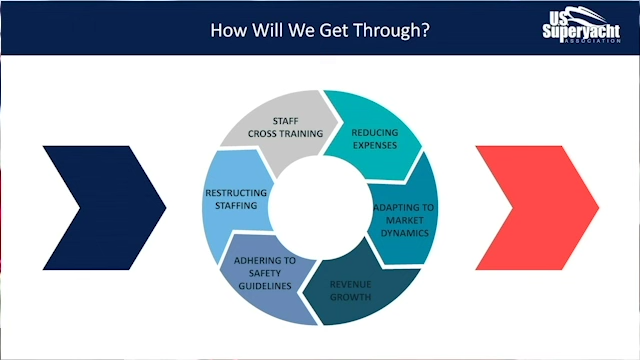 How Will We Get Through?
US
Superyacht
ASSOCIATION
STAFF
CROSS TRAINING
REDUCING
EXPENSES
RESTRUCTING
STAFFING
ADAPTING TO
MARKET
DYNAMICS
ADHERING TO
SAFETY
GUIDELINES
REVENUE
GROWTH